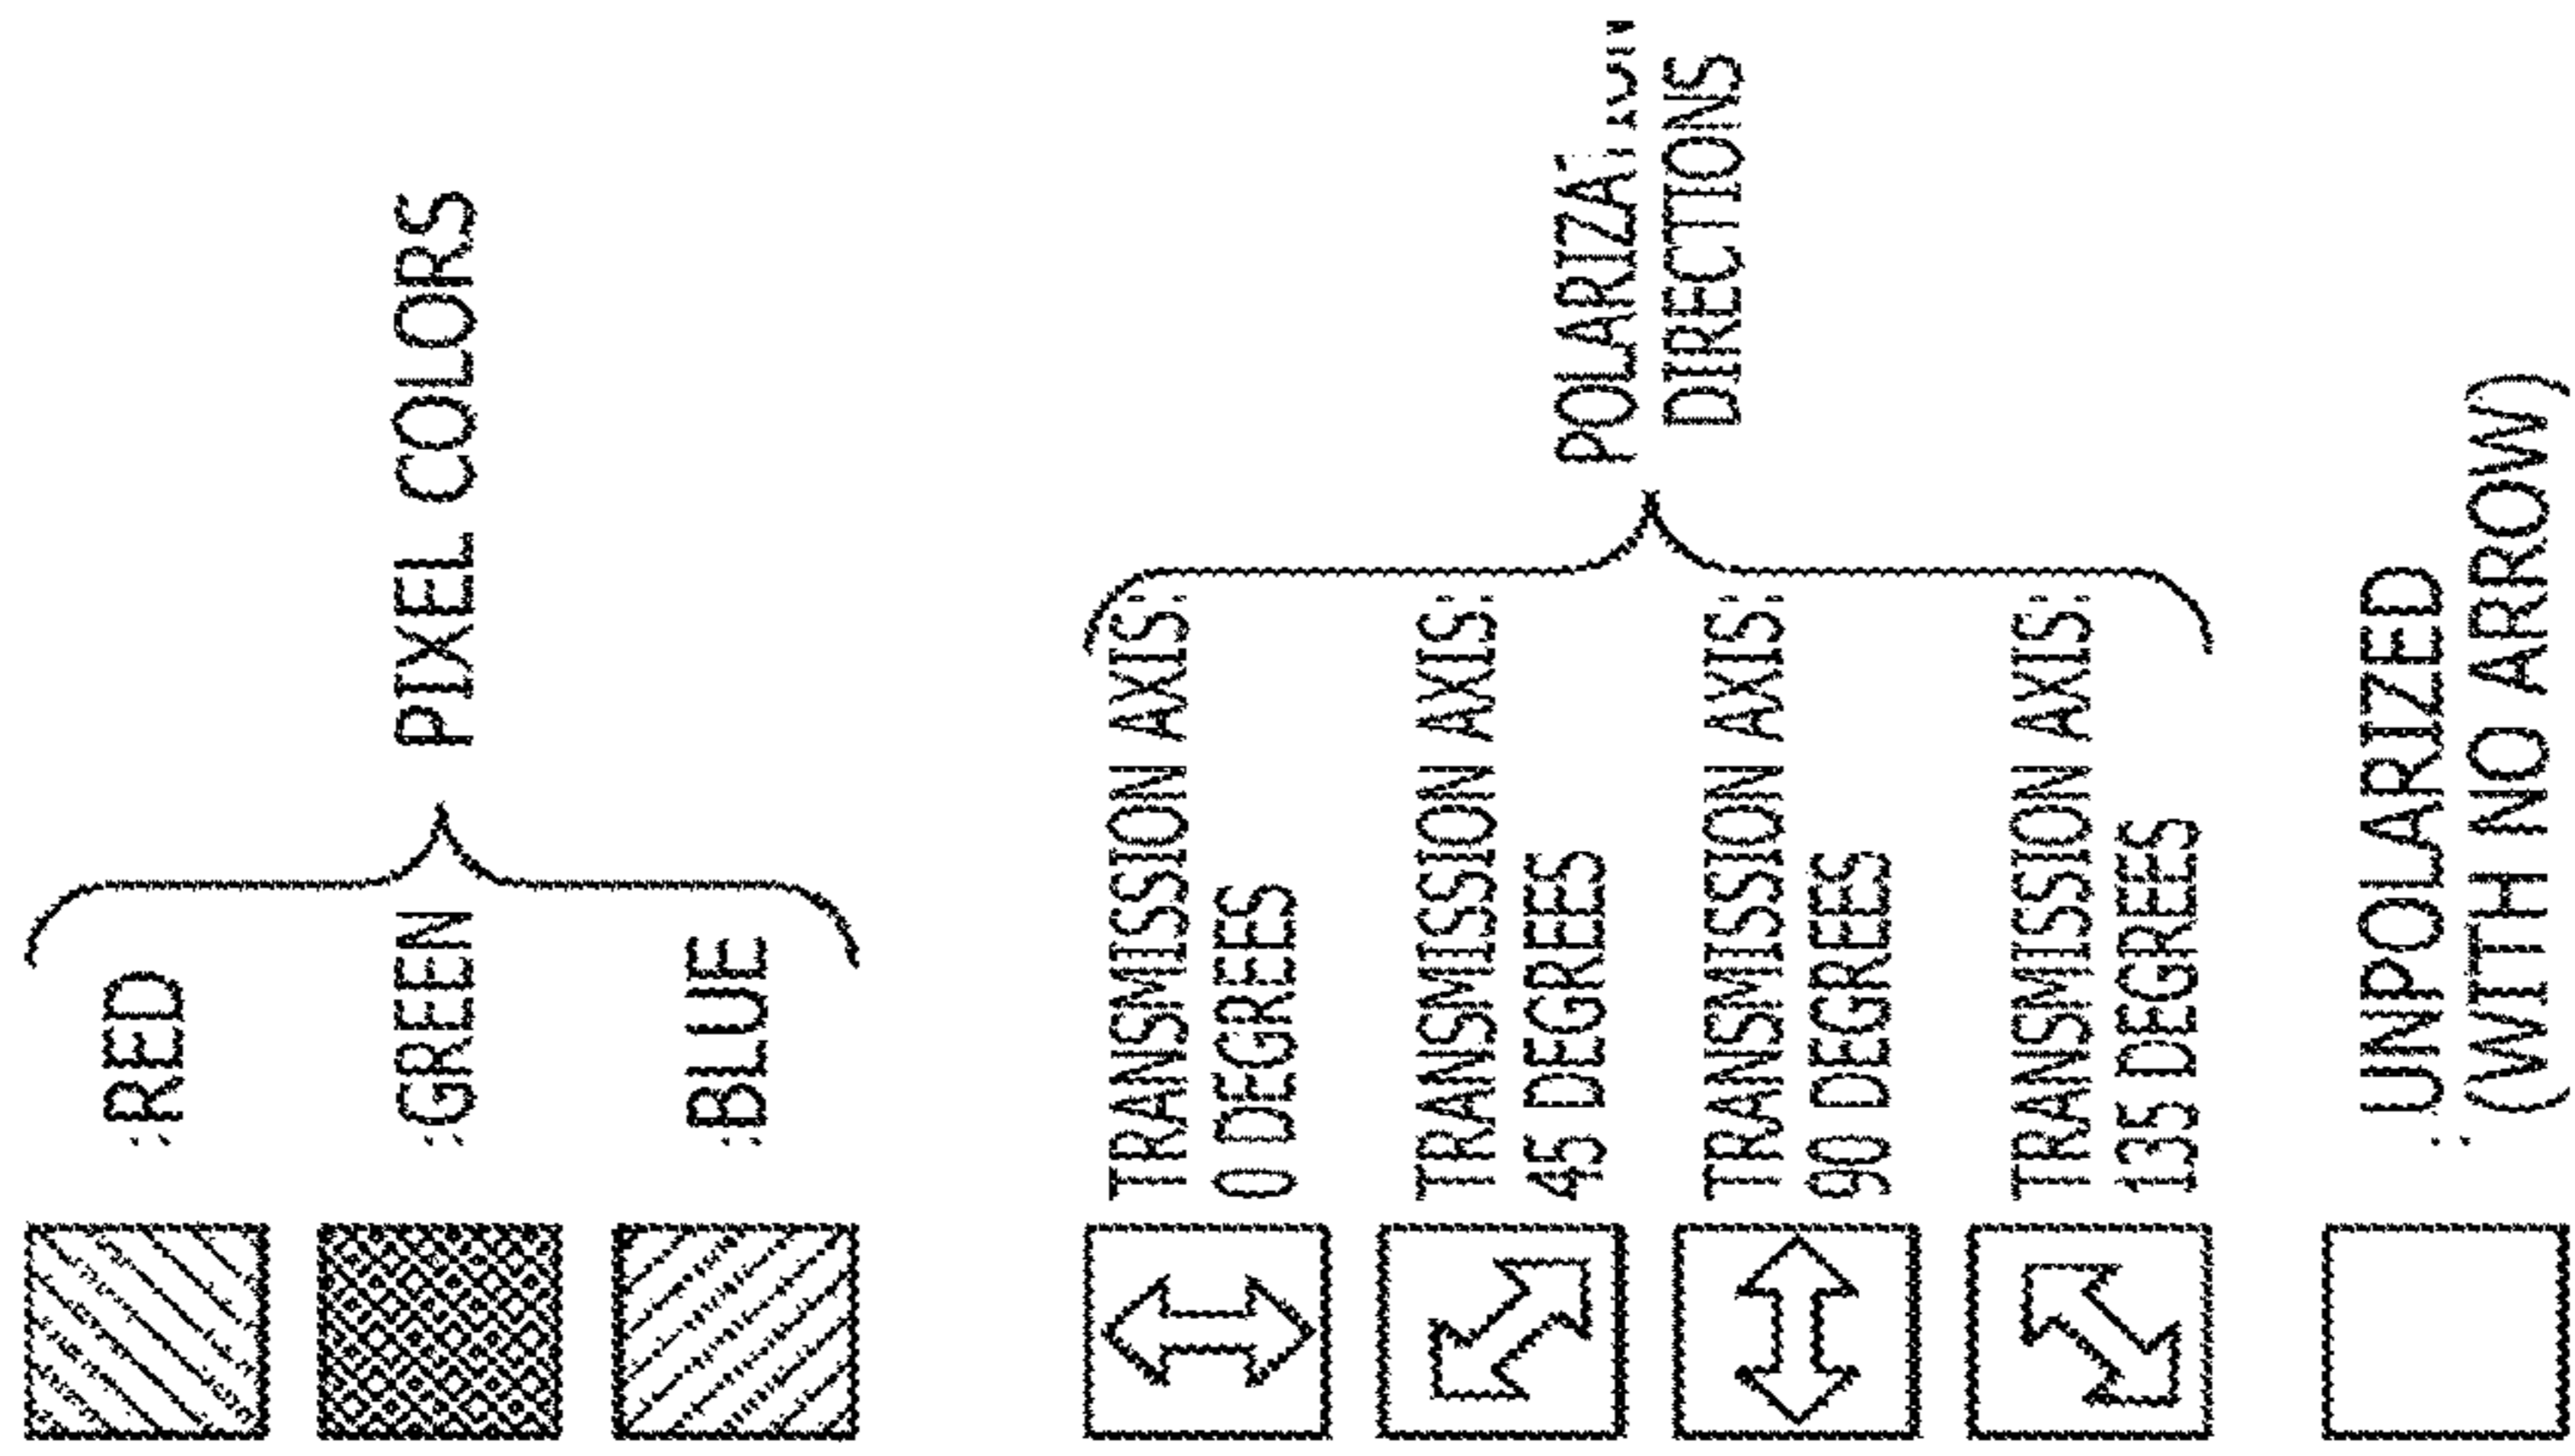 : RED
: GREEN
: BLUE
PIXEL COLORS
TRANSMISSION AXIS:
0 DEGREES
TRANSMISSION AXIS:
45 DEGREES
TRANSMISSION AXIS:
90 DEGREES
TRANSMISSION AXIS:
135 DEGREES
POLARIZATION
DIRECTIONS
: UNPOLARIZED
(WITH NO ARROW)